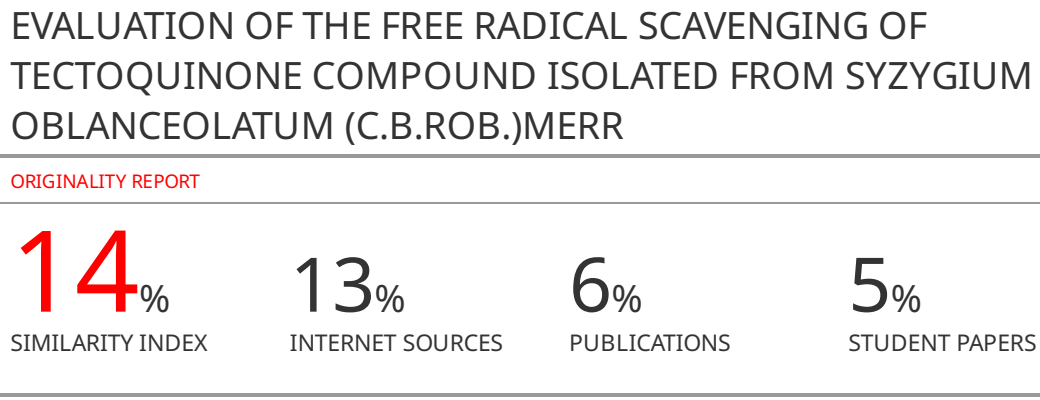 EVALUATION OF THE FREE RADICAL SCAVENGING OF
TECTOQUINONE COMPOUND ISOLATED FROM SYZYGIUM
OBLANCEOLATUM (C.B.ROB.)MERR
ORIGINALITY REPORT
14% 13% 6% 5%
SIMILARITY INDEX INTERNET SOURCES PUBLICATIONS STUDENT PAPERS